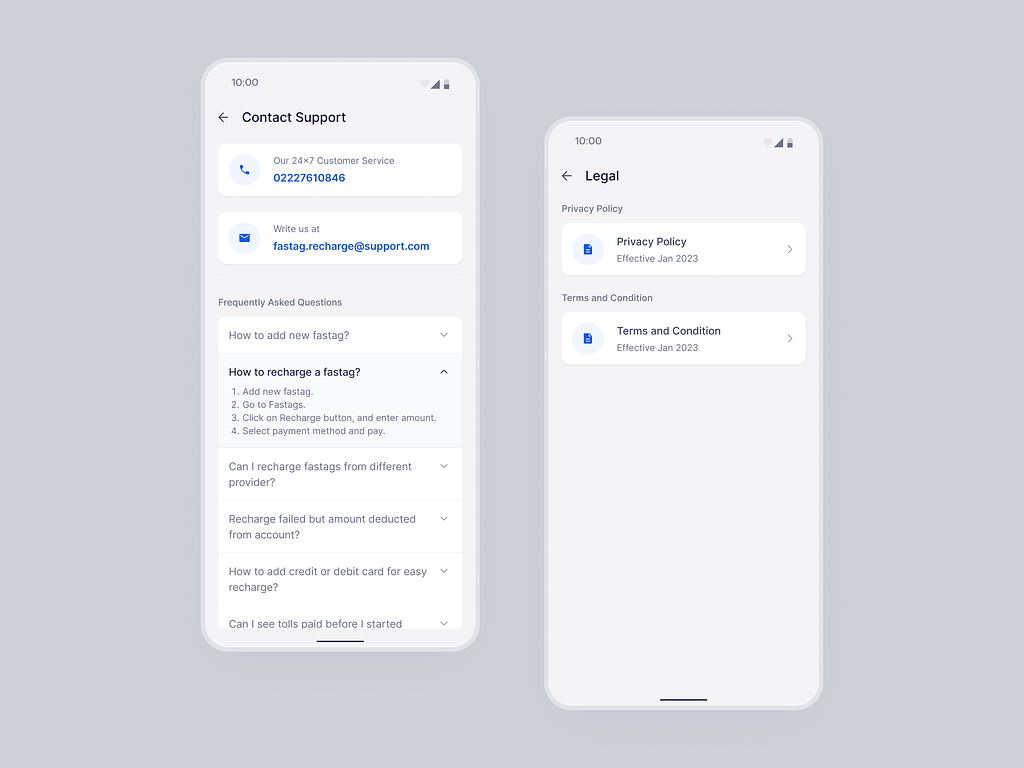 10:00
Contact Support
Our 24×7 Customer Service
02227610846
Write us at
fastag.recharge@support.com
Frequently Asked Questions
How to add new fastag?
How to recharge a fastag?
1. Add new fastag.
2. Go to Fastags.
3. Click on Recharge button, and enter amount.
4. Select payment method and pay.
Can I recharge fastags from different
provider?
Recharge failed but amount deducted
from account?
How to add credit or debit card for easy
recharge?
Can I see tolls paid before I started
10:00
Legal
Privacy Policy
Privacy Policy
Effective Jan 2023
Terms and Condition
Terms and Condition
Effective Jan 2023